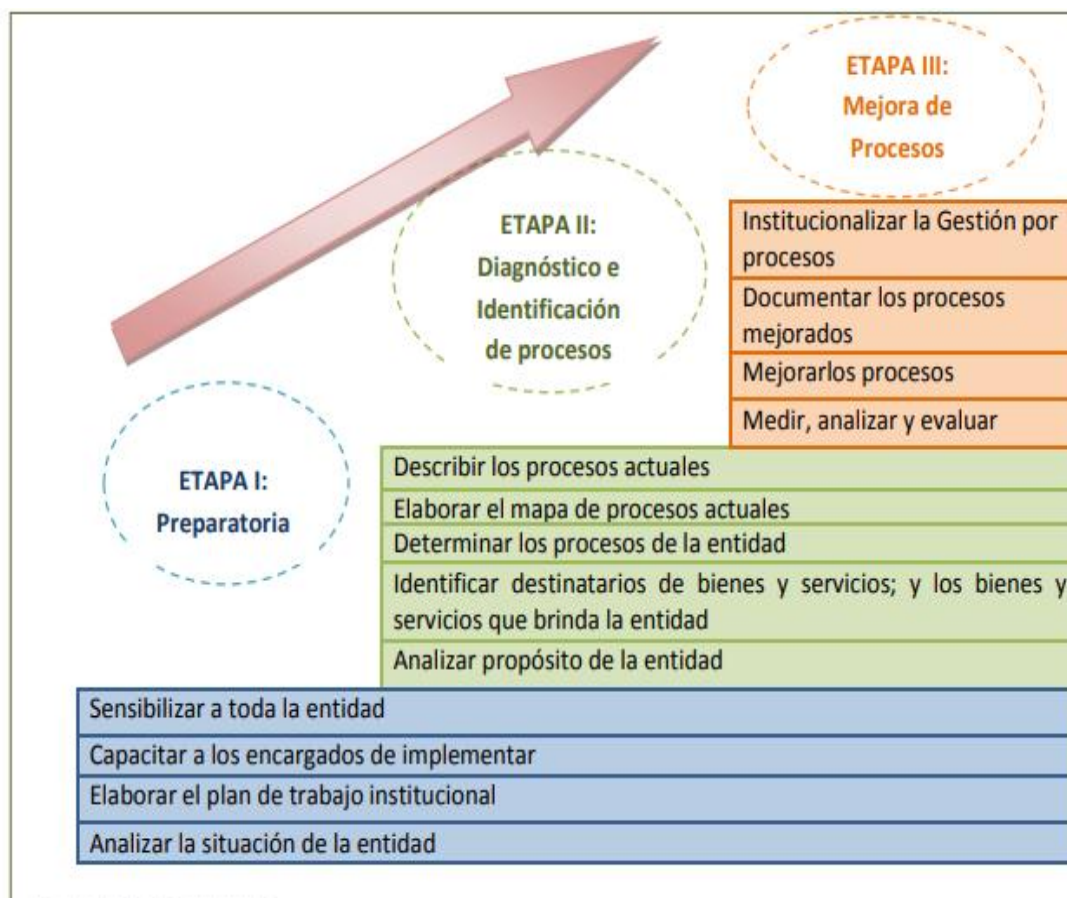 ETAPA III:
Mejora de
Procesos
ETAPA II:
Diagnóstico e
Identificación
de procesos
ETAPA I:
Preparatoria
Institucionalizar la Gestión por
procesos
Documentar los procesos
mejorados
Mejorarlos procesos
Medir, analizar y evaluar
Describir los procesos actuales
Elaborar el mapa de procesos actuales
Determinar los procesos de la entidad
Identificar destinatarios de bienes y servicios; y los bienes y
servicios que brinda la entidad
Analizar propósito de la entidad
Sensibilizar a toda la entidad
Capacitar a los encargados de implementar
Elaborar el plan de trabajo institucional
Analizar la situación de la entidad